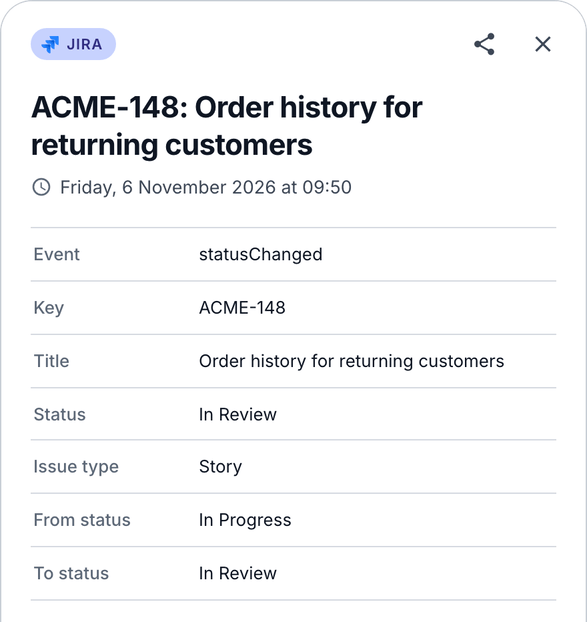 JIRA
ACME-148: Order history for
returning customers
Friday, 6 November 2026 at 09:50
Event statusChanged
Key ACME-148
Title Order history for returning customers
Status In Review
Issue type Story
From status In Progress
To status In Review